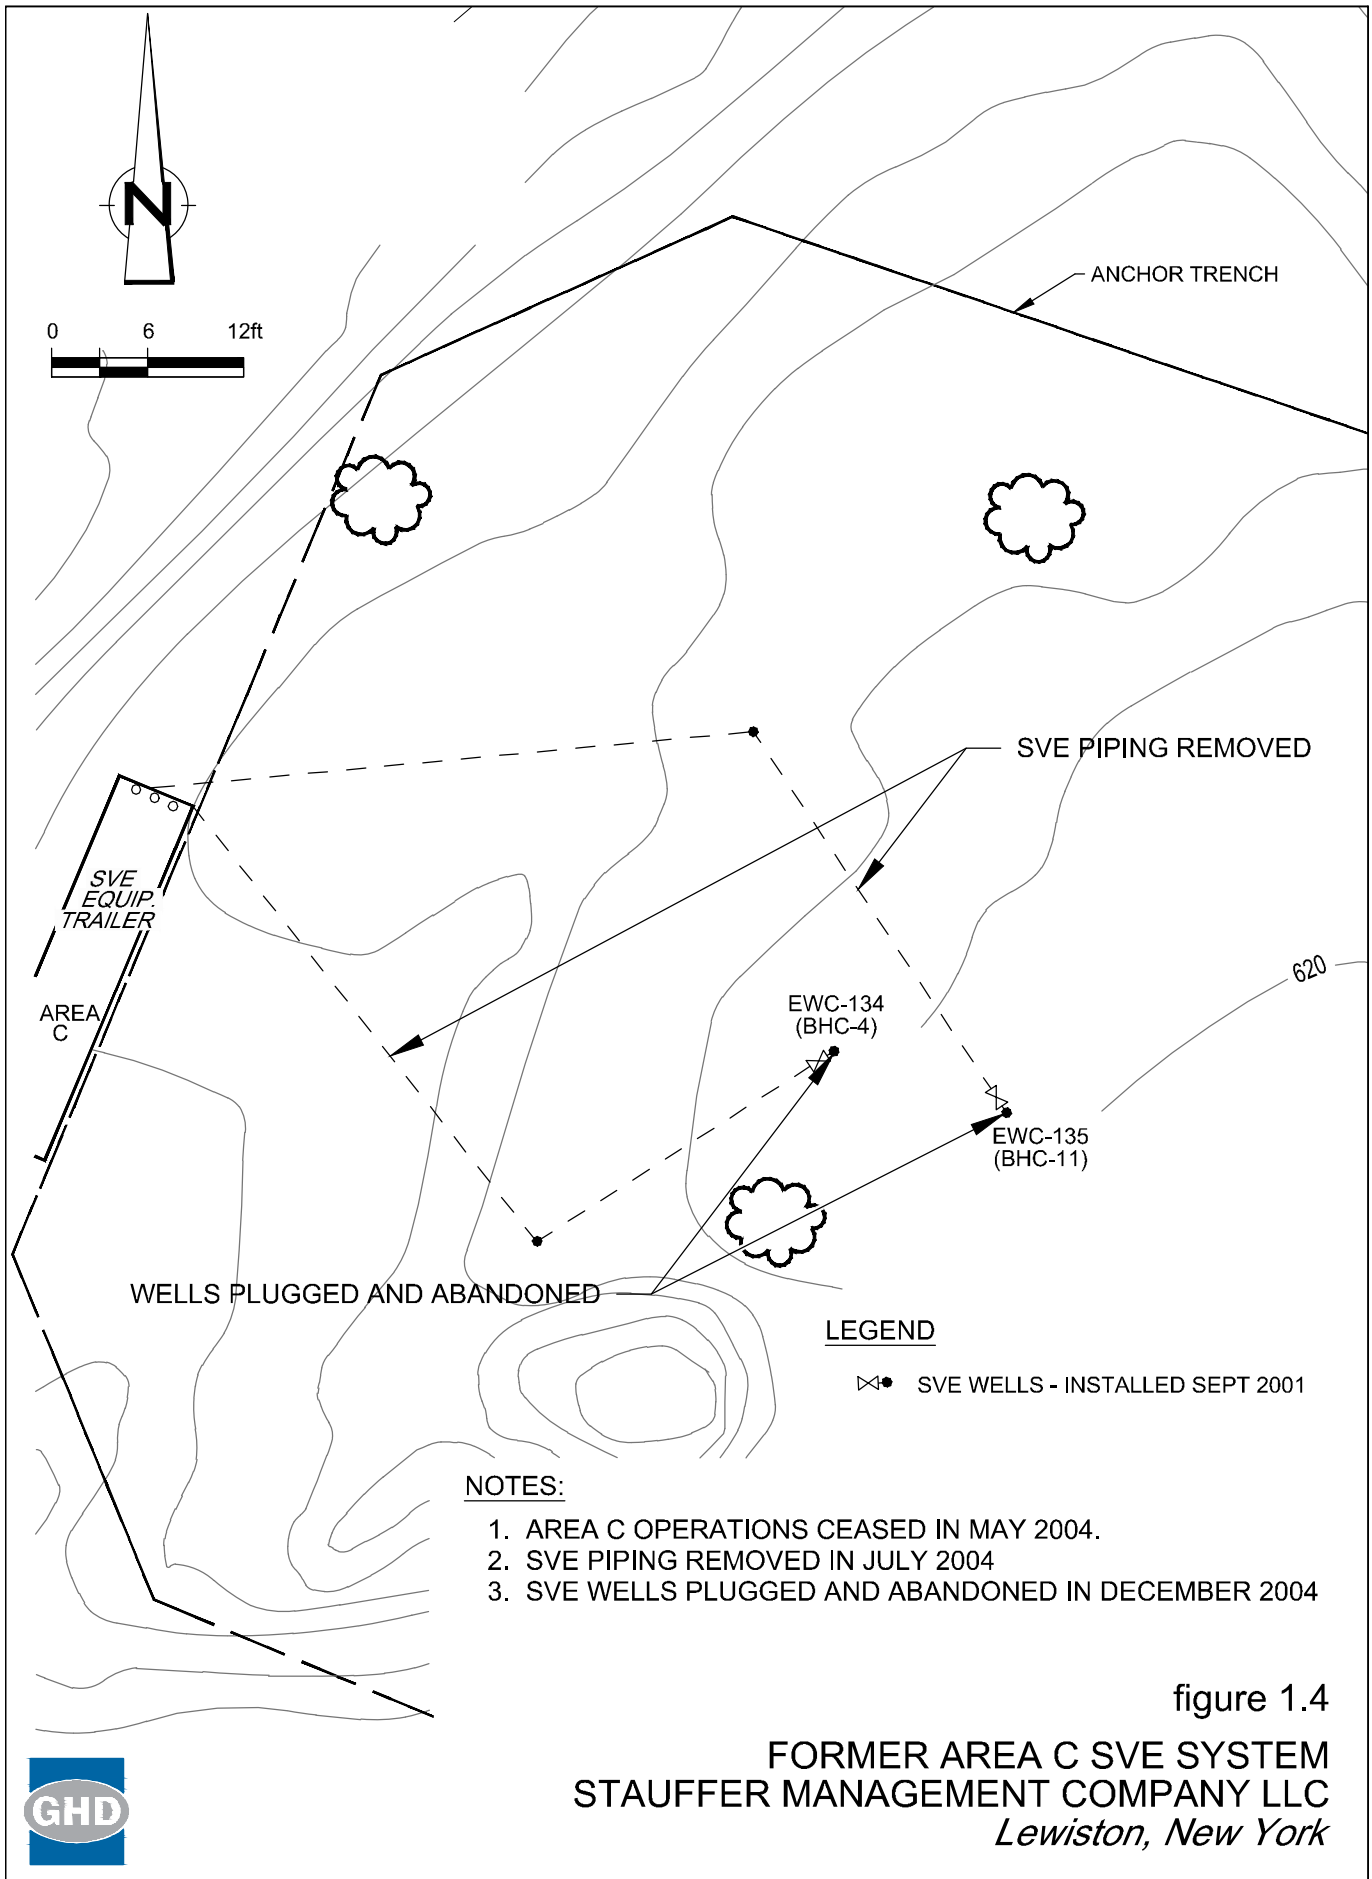 N
0 6 12ft
ANCHOR TRENCH
SVE PIPING REMOVED
SVE
EQUIP.
TRAILER
AREA
C
620
EWC-134
(BHC-4)
EWC-135
(BHC-11)
WELLS PLUGGED AND ABANDONED
LEGEND
SVE WELLS - INSTALLED SEPT 2001
NOTES:
1. AREA C OPERATIONS CEASED IN MAY 2004.
2. SVE PIPING REMOVED IN JULY 2004
3. SVE WELLS PLUGGED AND ABANDONED IN DECEMBER 2004
figure 1.4
FORMER AREA C SVE SYSTEM
STAUFFER MANAGEMENT COMPANY LLC
Lewiston, New York
GHD